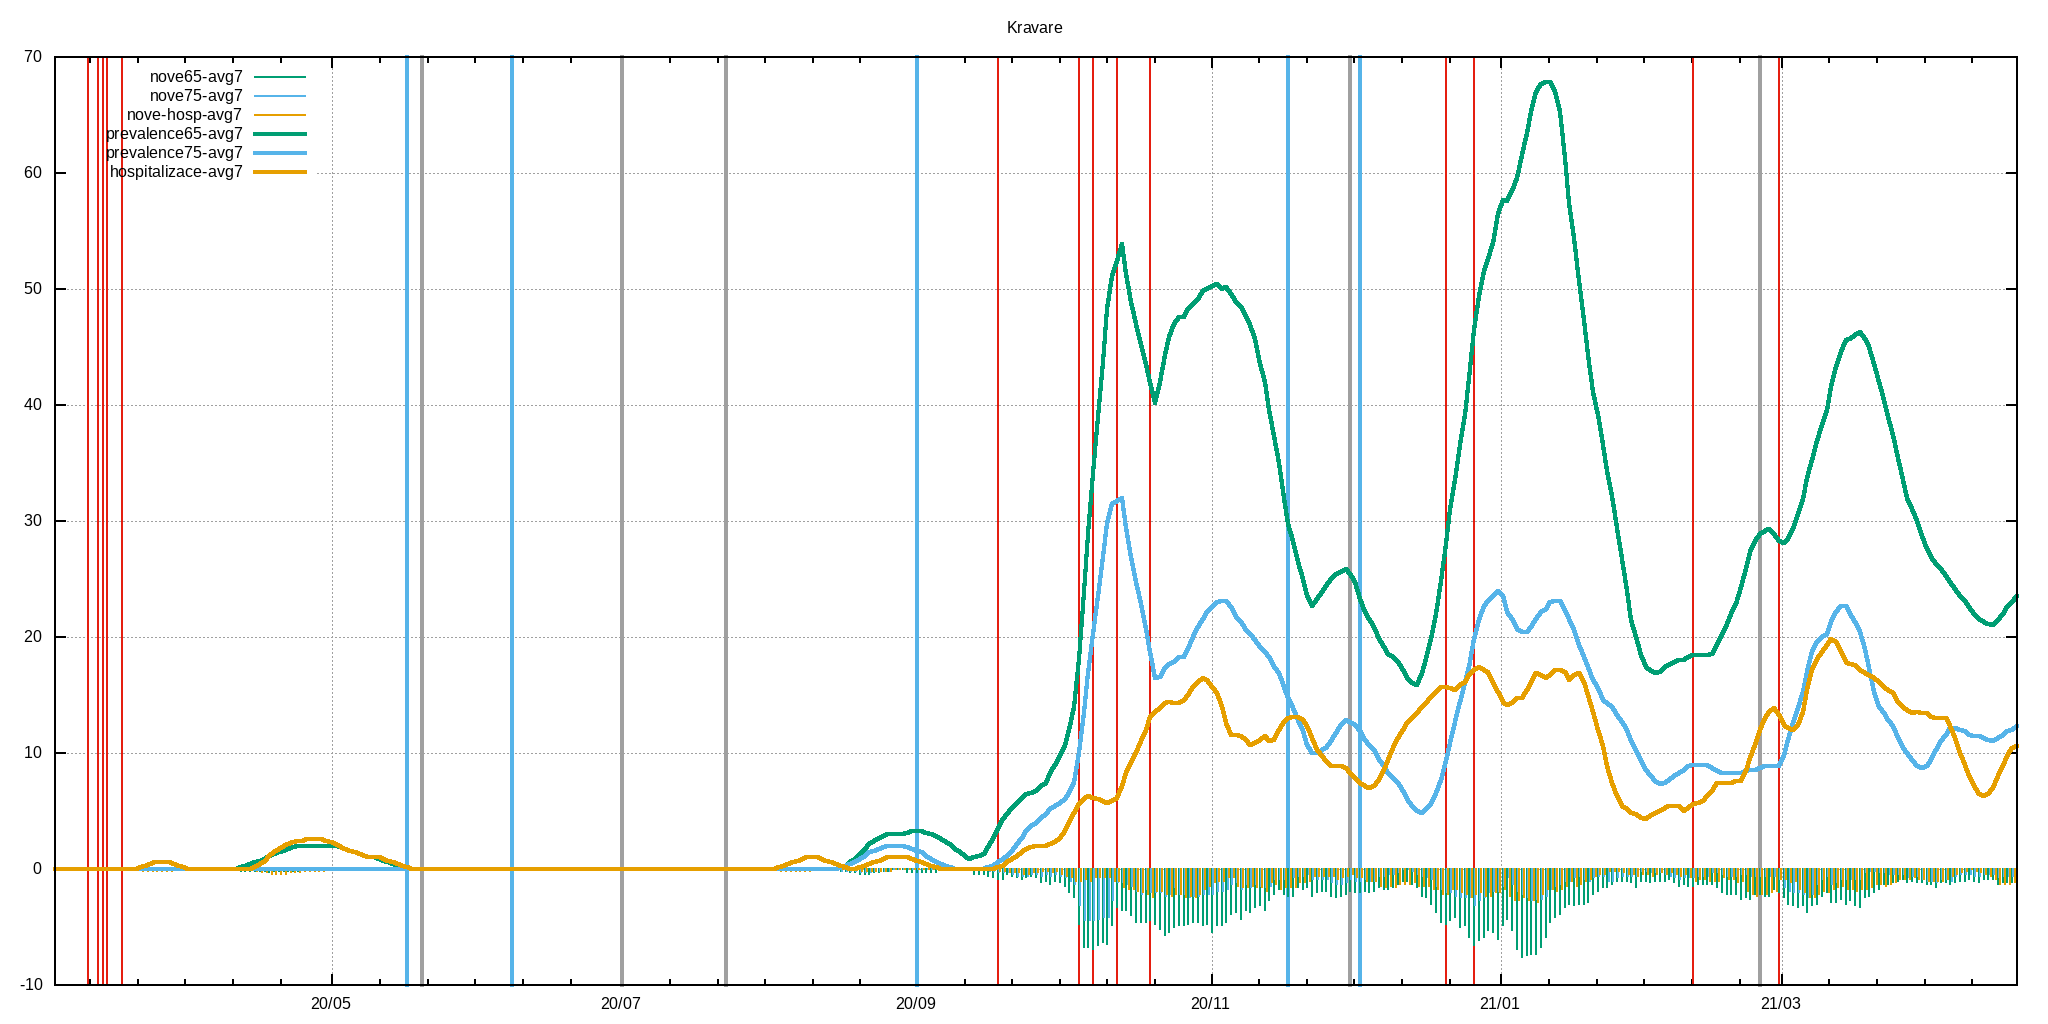 Kravare
70
60
50
40
30
20
10
0
-10
nove65-avg7
nove75-avg7
nove-hosp-avg7
prevalence65-avg7
prevalence75-avg7
hospitalizace-avg7
20/05
20/07
20/09
20/11
21/01
21/03